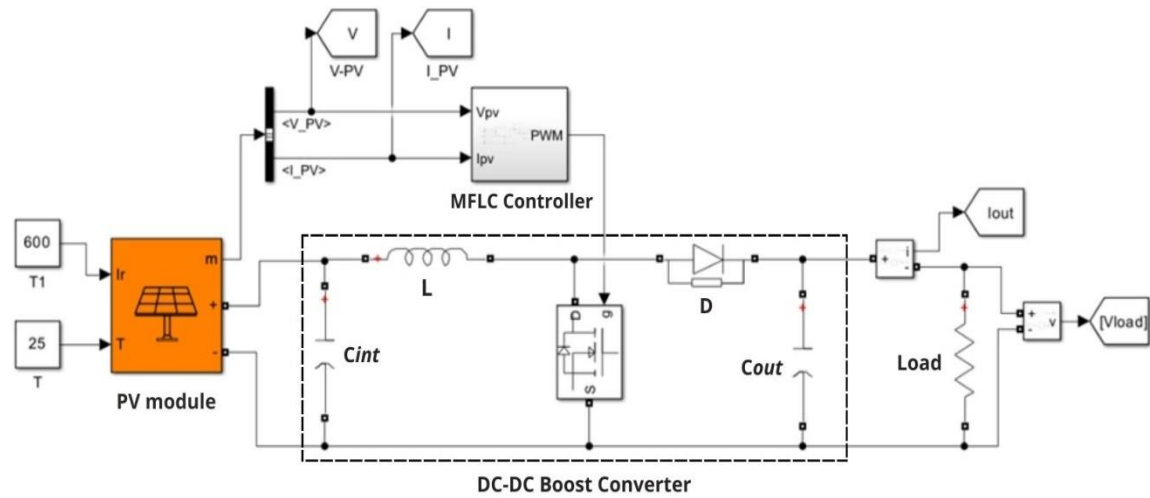 V
V-PV
I
I_PV
<V_PV>
<I_PV>
Vpv
Ipv
PWM
MFLC Controller
600
T1
25
T
Ir
T
m
+
-
PV module
L
D
g
D
S
Cint
Cout
i
+
-
Iout
Load
+
-
v
[Vload]
DC-DC Boost Converter